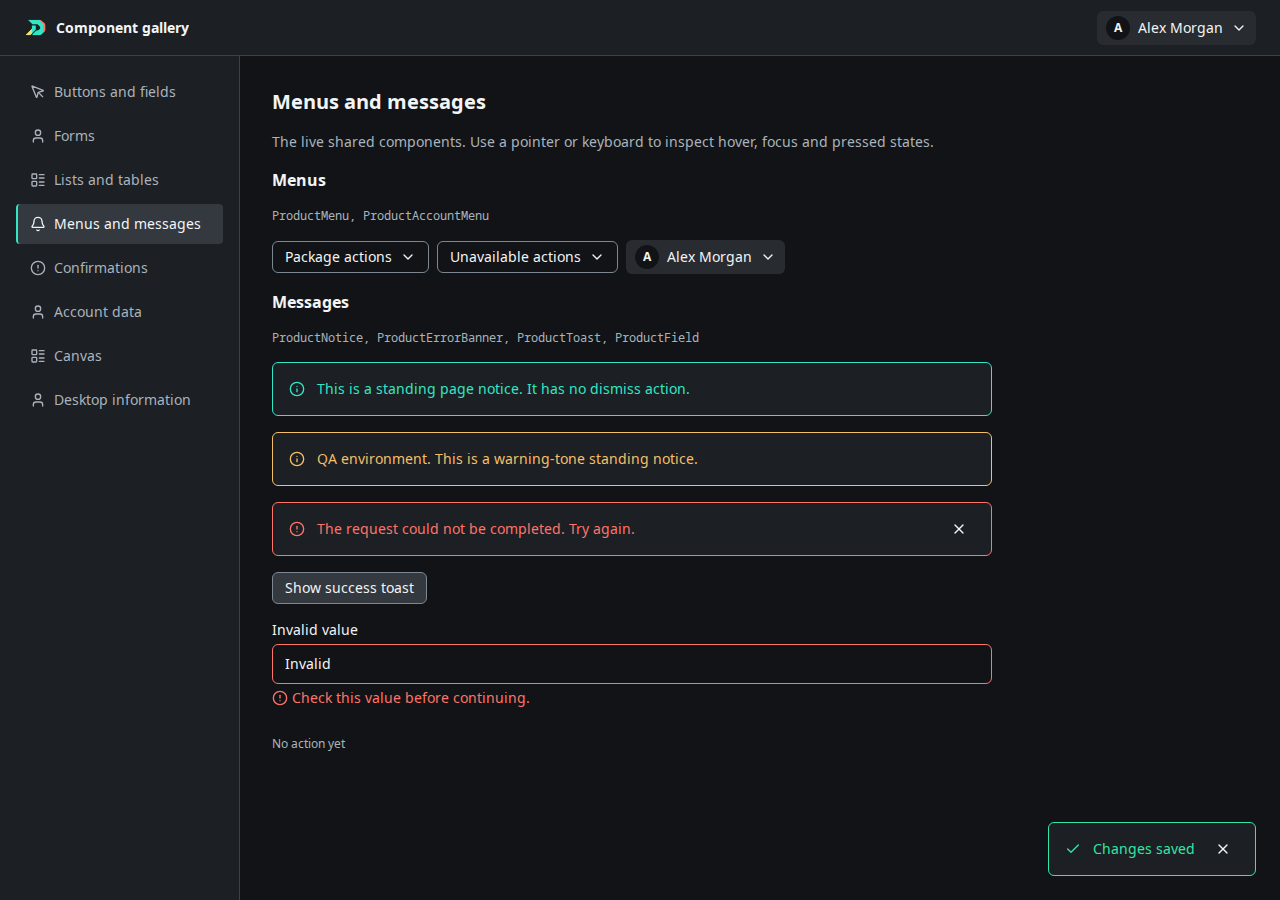 Component gallery
A Alex Morgan
Buttons and fields
Forms
Lists and tables
Menus and messages
Confirmations
Account data
Canvas
Desktop information
Menus and messages
The live shared components. Use a pointer or keyboard to inspect hover, focus and pressed states.
Menus
ProductMenu, ProductAccountMenu
Package actions Unavailable actions A Alex Morgan
Messages
ProductNotice, ProductErrorBanner, ProductToast, ProductField
This is a standing page notice. It has no dismiss action.
QA environment. This is a warning-tone standing notice.
The request could not be completed. Try again.
Show success toast
Invalid value
Invalid
Check this value before continuing.
No action yet
Changes saved